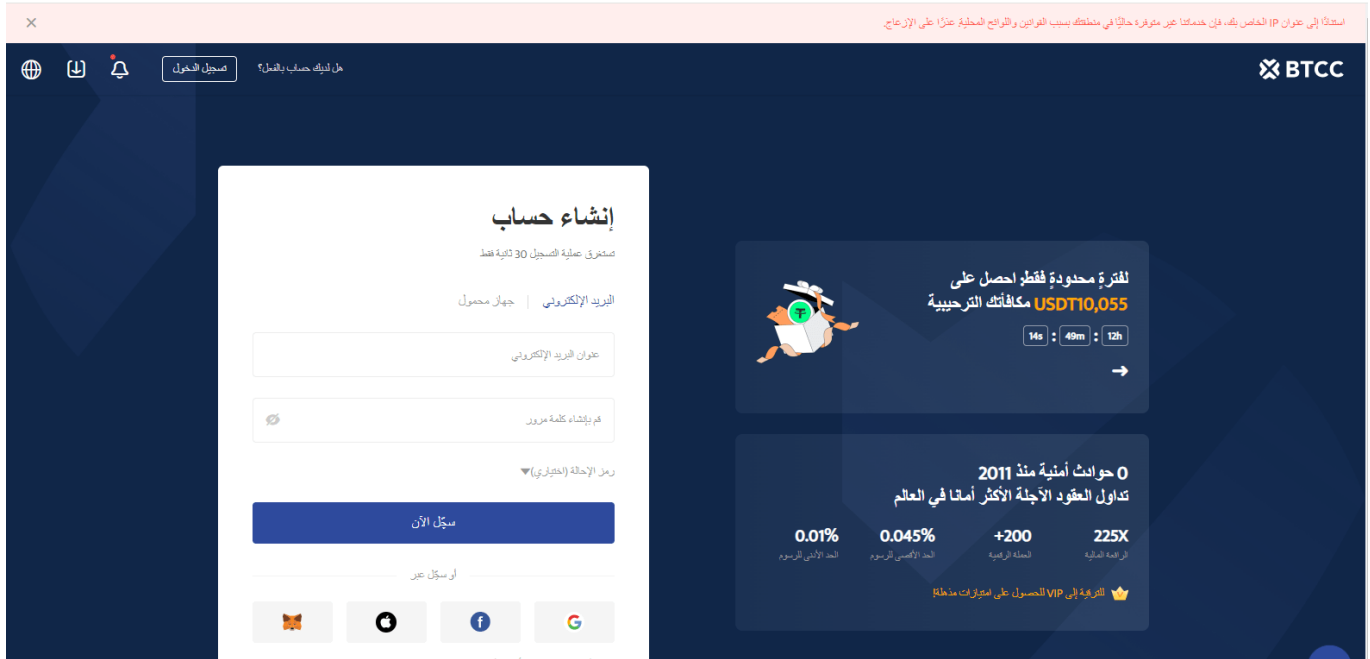 استنادًا إلى عنوان IP الخاص بك، فإن خدماتنا غير متوفرة حاليًا في منطقتك بسبب القوانين واللوائح المحلية. عذرًا على الإزعاج.
BTCC
هل لديك حساب بالفعل؟
تسجيل الدخول
لفترةٍ محدودةٍ فقط: احصل على
USDT10,055 مكافأتك الترحيبية
12h : 49m : 14s
0 حوادث أمنية منذ 2011
تداول العقود الآجلة الأكثر أمانا في العالم
225X
الرافعة المالية
200+
العملة الرقمية
0.045%
الحد الأقصى للرسوم
0.01%
الحد الأدنى للرسوم
للترقية إلى VIP للحصول على امتيازات مذهلة!
إنشاء حساب
تستغرق عملية التسجيل 30 ثانية فقط
البريد الإلكتروني | جهاز محمول
عنوان البريد الإلكتروني
قم بإنشاء كلمة مرور
رمز الإحالة (اختياري)
سجّل الآن
أو سجّل عبر